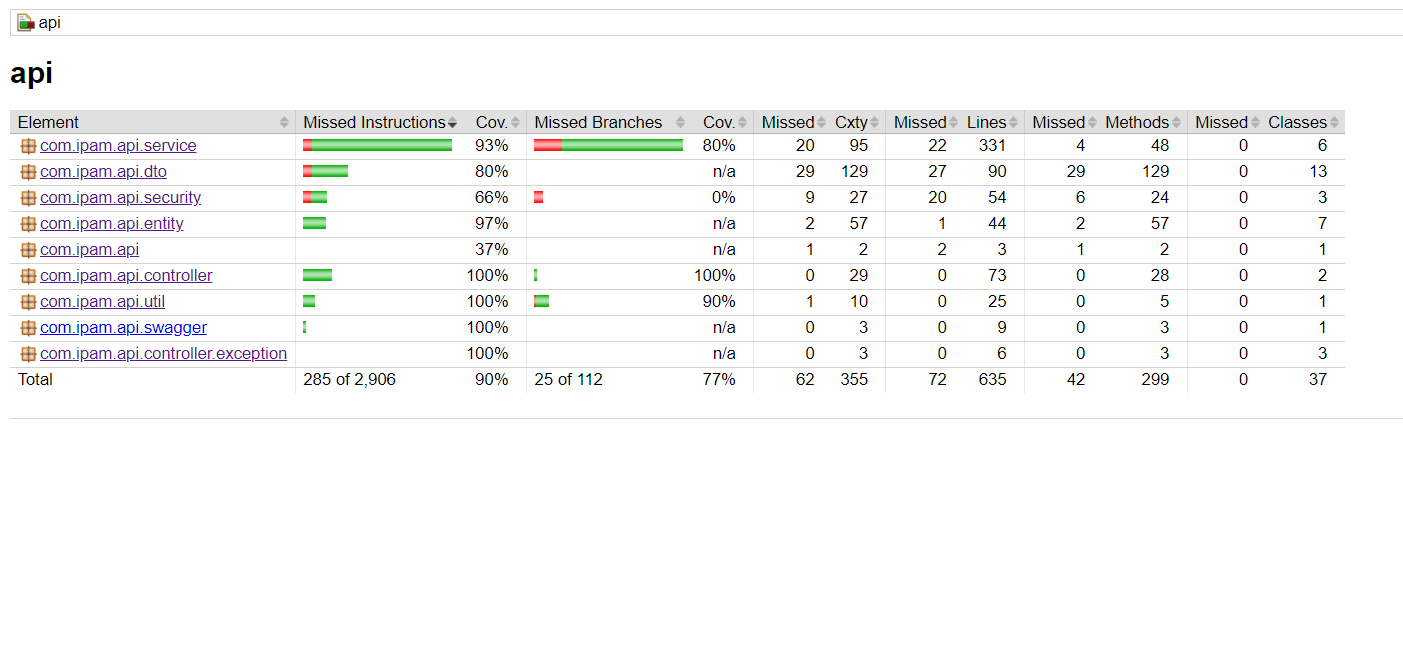 api
api
Element Missed Instructions Cov. Missed Branches Cov. Missed Cxty Missed Lines Missed Methods Missed Classes
com.ipam.api.service 93% 80% 20 95 22 331 4 48 0 6
com.ipam.api.dto 80% n/a 29 129 27 90 29 129 0 13
com.ipam.api.security 66% 0% 9 27 20 54 6 24 0 3
com.ipam.api.entity 97% n/a 2 57 1 44 2 57 0 7
com.ipam.api 37% n/a 1 2 2 3 1 2 0 1
com.ipam.api.controller 100% 100% 0 29 0 73 0 28 0 2
com.ipam.api.util 100% 90% 1 10 0 25 0 5 0 1
com.ipam.api.swagger 100% n/a 0 3 0 9 0 3 0 1
com.ipam.api.controller.exception 100% n/a 0 3 0 6 0 3 0 3
Total 285 of 2,906 90% 25 of 112 77% 62 355 72 635 42 299 0 37